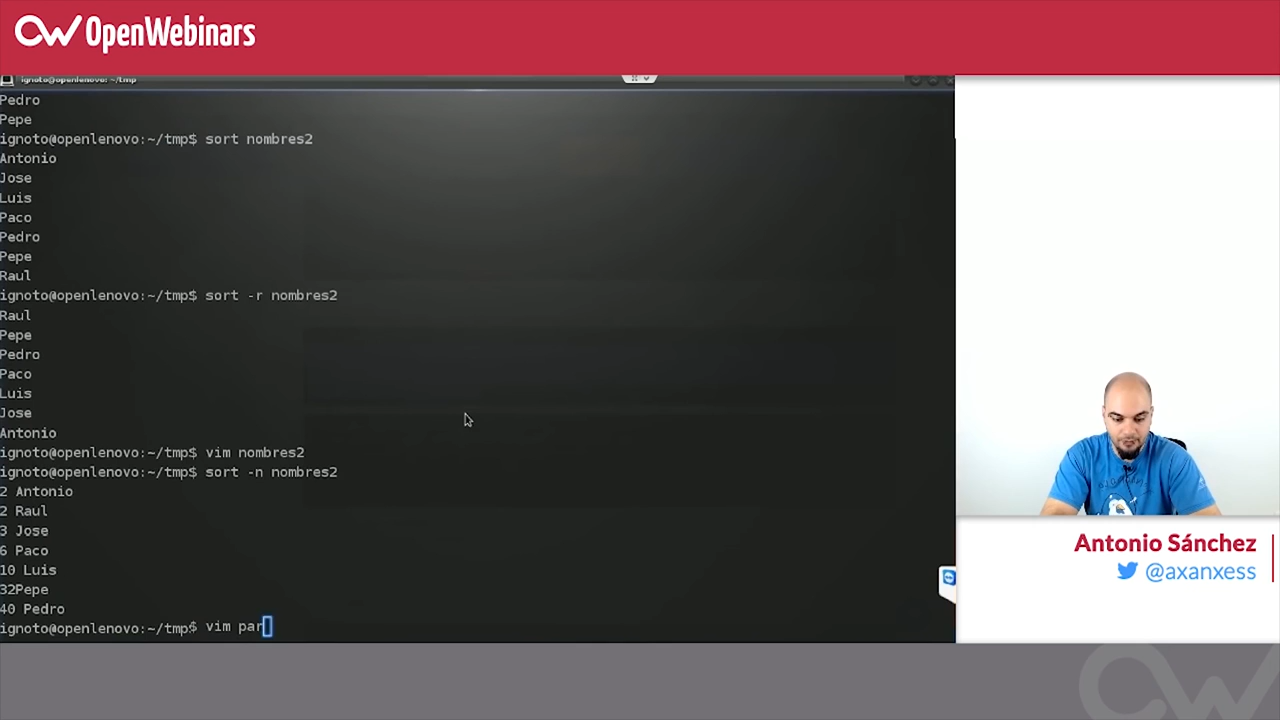 OpenWebinars
ignoto@openlenovo: ~/tmp
Pedro
Pepe
ignoto@openlenovo:~/tmp$ sort nombres2
Antonio
Jose
Luis
Paco
Pedro
Pepe
Raul
ignoto@openlenovo:~/tmp$ sort -r nombres2
Raul
Pepe
Pedro
Paco
Luis
Jose
Antonio
ignoto@openlenovo:~/tmp$ vim nombres2
ignoto@openlenovo:~/tmp$ sort -n nombres2
2 Antonio
2 Raul
3 Jose
6 Paco
10 Luis
32Pepe
40 Pedro
ignoto@openlenovo:~/tmp$ vim par
Antonio Sánchez
@axanxess